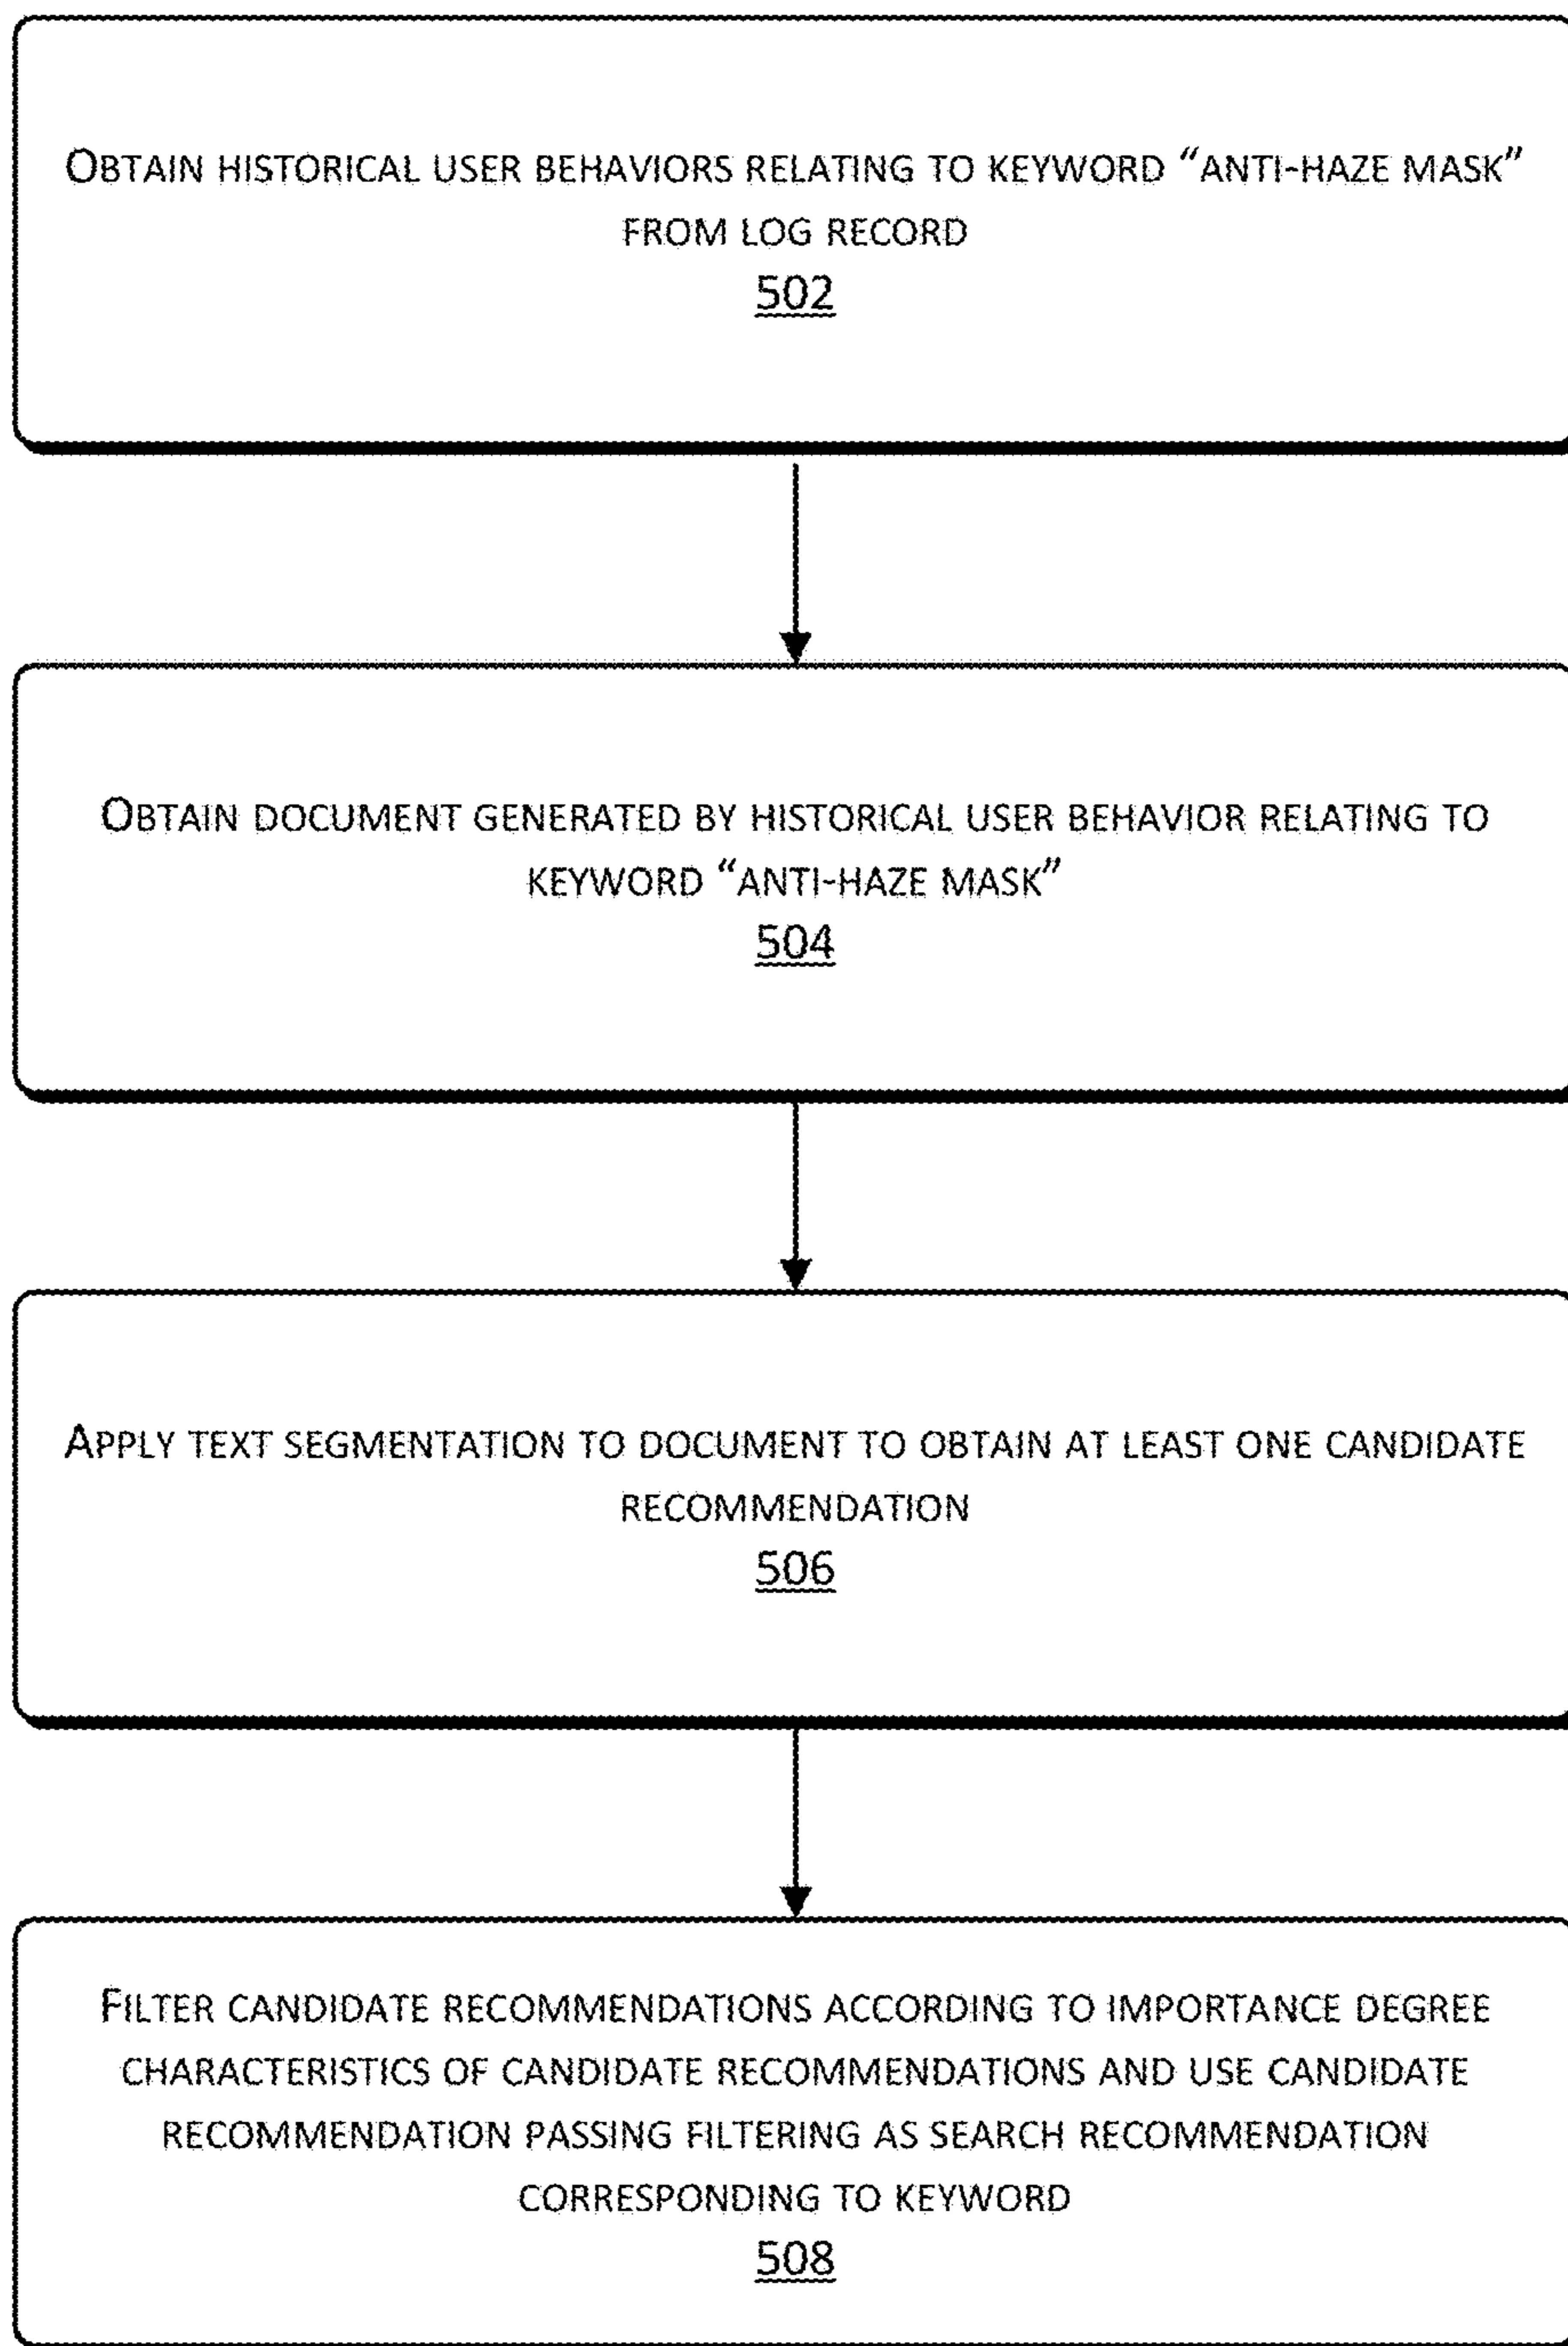 OBTAIN HISTORICAL USER BEHAVIORS RELATING TO KEYWORD “ANTI-HAZE MASK”
FROM LOG RECORD
502
OBTAIN DOCUMENT GENERATED BY HISTORICAL USER BEHAVIOR RELATING TO
KEYWORD “ANTI-HAZE MASK”
504
APPLY TEXT SEGMENTATION TO DOCUMENT TO OBTAIN AT LEAST ONE CANDIDATE
RECOMMENDATION
506
FILTER CANDIDATE RECOMMENDATIONS ACCORDING TO IMPORTANCE DEGREE
CHARACTERISTICS OF CANDIDATE RECOMMENDATIONS AND USE CANDIDATE
RECOMMENDATION PASSING FILTERING AS SEARCH RECOMMENDATION
CORRESPONDING TO KEYWORD
508